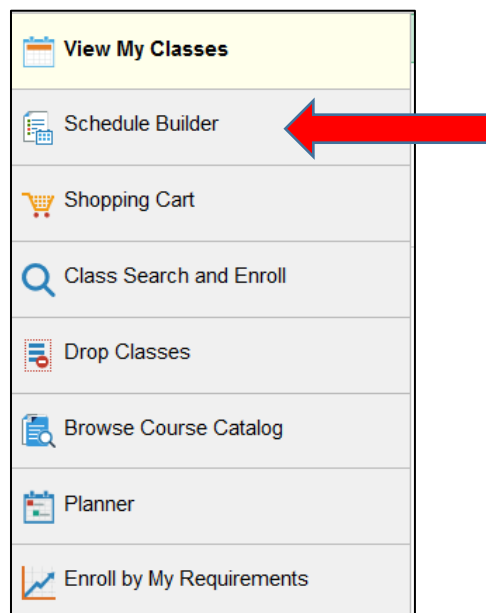 View My Classes
Schedule Builder
Shopping Cart
Class Search and Enroll
Drop Classes
Browse Course Catalog
Planner
Enroll by My Requirements